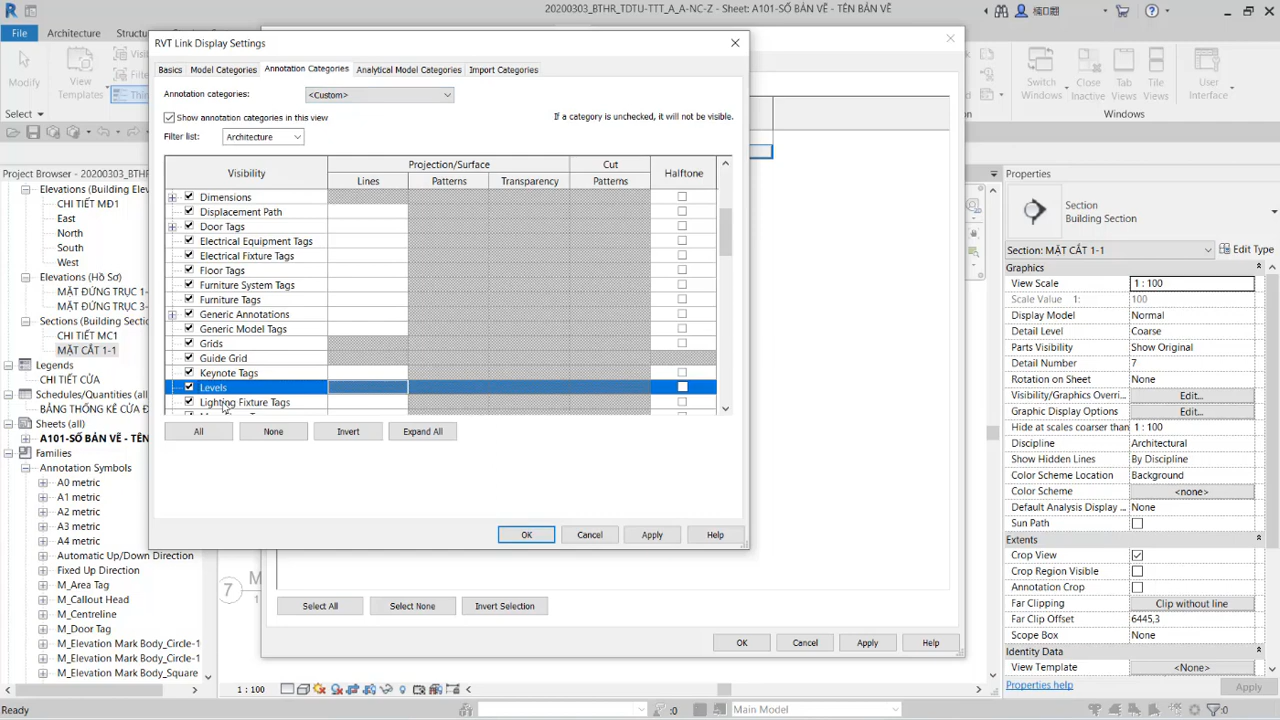 20200303_BTHR_TDTU-TTT_A_A-NC-Z - Sheet: A101-SỐ BẢN VẼ - TÊN BẢN VẼ
File
Architecture
Modify
View
Templates
Select
Switch
Windows
Close
Inactive
Tab
Views
Tile
Views
User
Interface
Windows
RVT Link Display Settings
Basics
Model Categories
Annotation Categories
Analytical Model Categories
Import Categories
Annotation categories:
<Custom>
Show annotation categories in this view
If a category is unchecked, it will not be visible.
Filter list:
Architecture
Visibility
Projection/Surface
Cut
Halftone
Lines
Patterns
Transparency
Patterns
Dimensions
Displacement Path
Door Tags
Electrical Equipment Tags
Electrical Fixture Tags
Floor Tags
Furniture System Tags
Furniture Tags
Generic Annotations
Generic Model Tags
Grids
Guide Grid
Keynote Tags
Levels
Lighting Fixture Tags
All
None
Invert
Expand All
OK
Cancel
Apply
Help
Select All
Select None
Invert Selection
OK
Cancel
Apply
Help
Elevations (Building Ele
CHI TIẾT MĐ1
East
North
South
West
Elevations (Hồ Sơ)
MẶT ĐỨNG TRỤC 1-
MẶT ĐỨNG TRỤC 3-
Sections (Building Sectio
CHI TIẾT MC1
MẶT CẮT 1-1
Legends
CHI TIẾT CỬA
Schedules/Quantities (all
BẢNG THỐNG KÊ CỬA Đ
Sheets (all)
A101-SỐ BẢN VẼ - TÊN
Families
Annotation Symbols
A0 metric
A1 metric
A2 metric
A3 metric
A4 metric
Automatic Up/Down Direction
Fixed Up Direction
M_Area Tag
M_Callout Head
M_Centreline
M_Door Tag
M_Elevation Mark Body_Circle-1
M_Elevation Mark Body_Circle-1
M_Elevation Mark Body_Square
7
1 : 100
Properties
Section
Building Section
Section: MẶT CẮT 1-1
Edit Type
Graphics
View Scale
1 : 100
Scale Value 1:
100
Display Model
Normal
Detail Level
Coarse
Parts Visibility
Show Original
Detail Number
7
Rotation on Sheet
None
Visibility/Graphics Overri...
Edit...
Graphic Display Options
Edit...
Hide at scales coarser than
1 : 100
Discipline
Architectural
Show Hidden Lines
By Discipline
Color Scheme Location
Background
Color Scheme
<none>
Default Analysis Display ...
None
Sun Path
Extents
Crop View
Crop Region Visible
Annotation Crop
Far Clipping
Clip without line
Far Clip Offset
6445,3
Scope Box
None
Identity Data
View Template
<None>
Properties help
Apply
Ready
:0
Main Model
:0